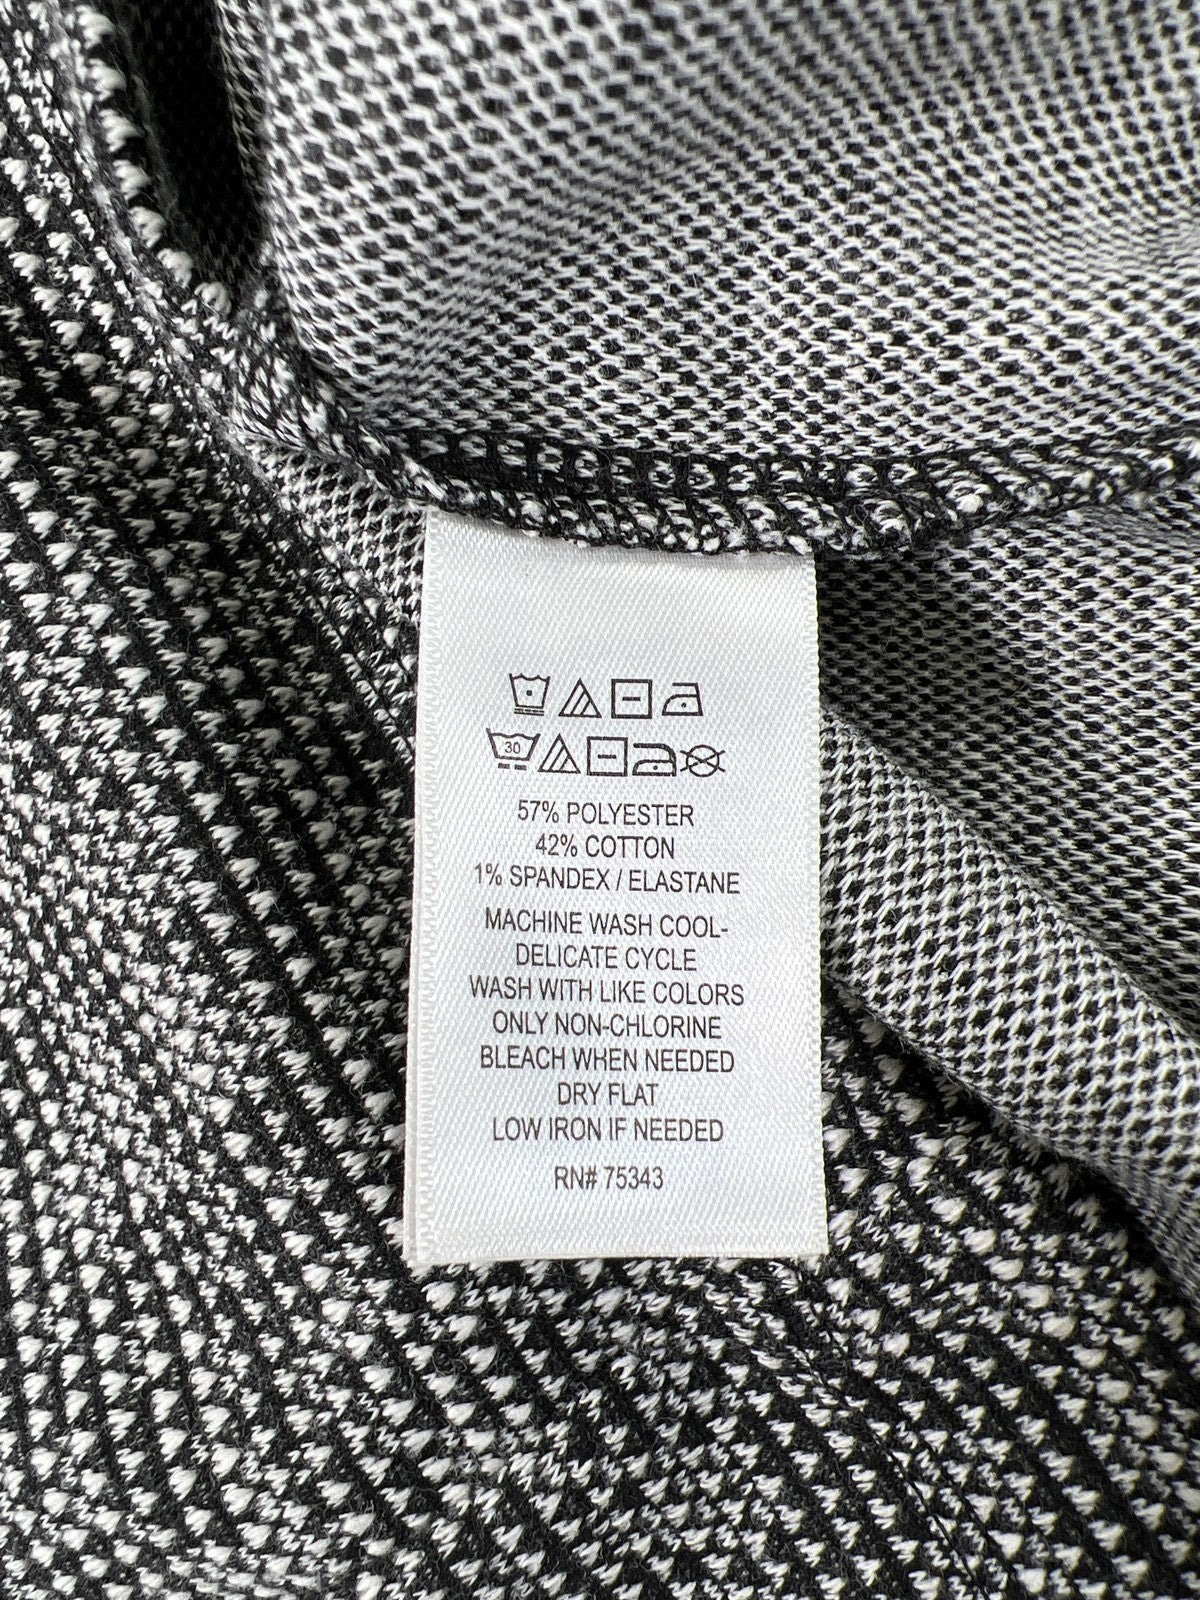 30
57% POLYESTER
42% COTTON
1% SPANDEX / ELASTANE
MACHINE WASH COOL-
DELICATE CYCLE
WASH WITH LIKE COLORS
ONLY NON-CHLORINE
BLEACH WHEN NEEDED
DRY FLAT
LOW IRON IF NEEDED
RN# 75343